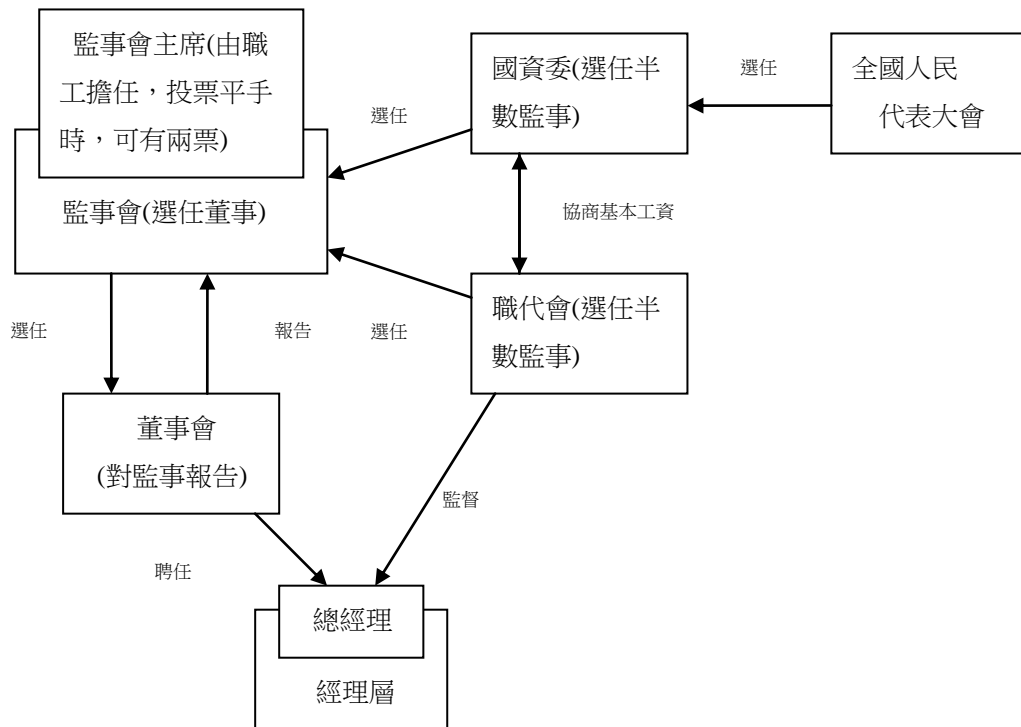 監事會主席(由職
工擔任，投票平手
時，可有兩票)
監事會(選任董事)
選任
國資委(選任半
數監事)
選任
全國人民
代表大會
協商基本工資
選任
職代會(選任半
數監事)
選任
報告
董事會
(對監事報告)
監督
聘任
總經理
經理層